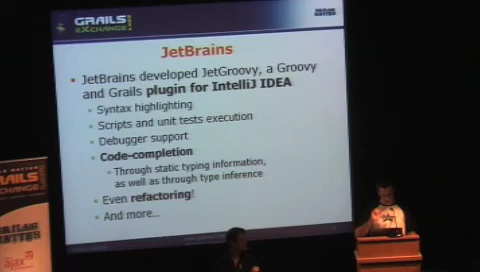 GRAILS
EXCHANGE
JetBrains
JetBrains developed JetGroovy, a Groovy
and Grails plugin for IntelliJ IDEA
Syntax highlighting
Scripts and unit tests execution
Debugger support
Code-completion
Through static typing information,
as well as through type inference
Even refactoring!
And more...
RAILS
EXCHANGE
ajax